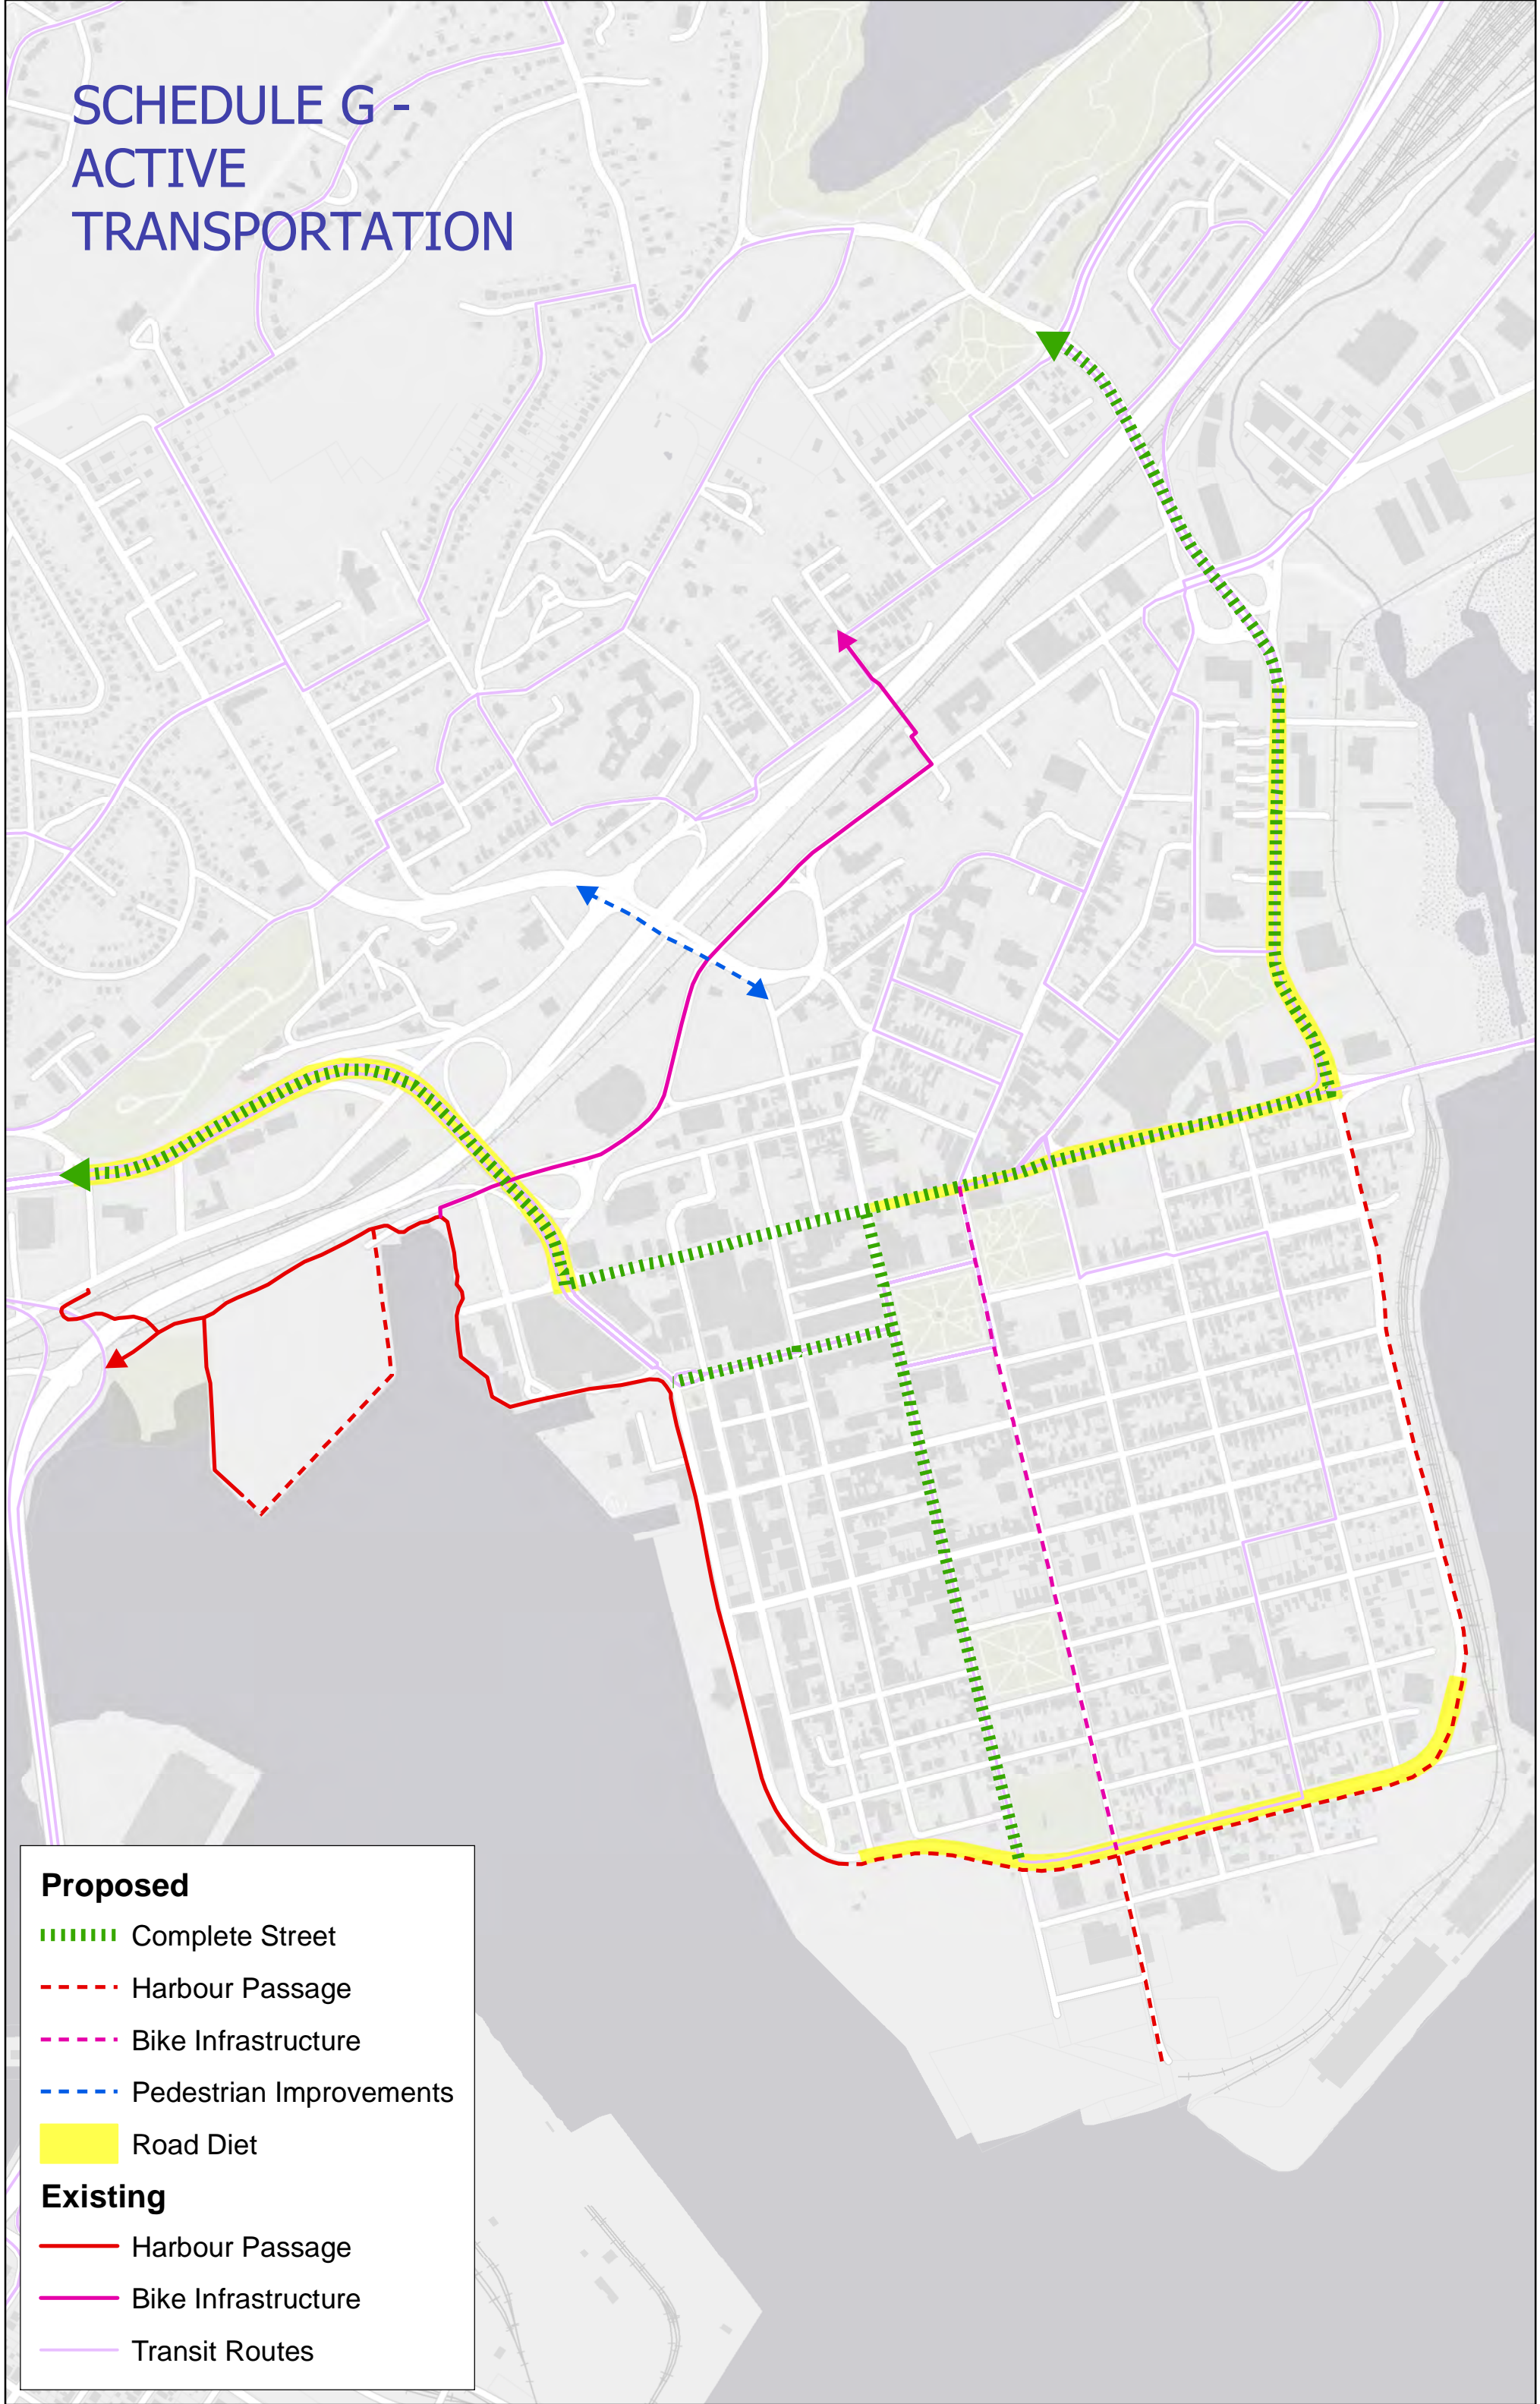 SCHEDULE G -
ACTIVE
TRANSPORTATION
Proposed
Complete Street
Harbour Passage
Bike Infrastructure
Pedestrian Improvements
Road Diet
Existing
Harbour Passage
Bike Infrastructure
Transit Routes